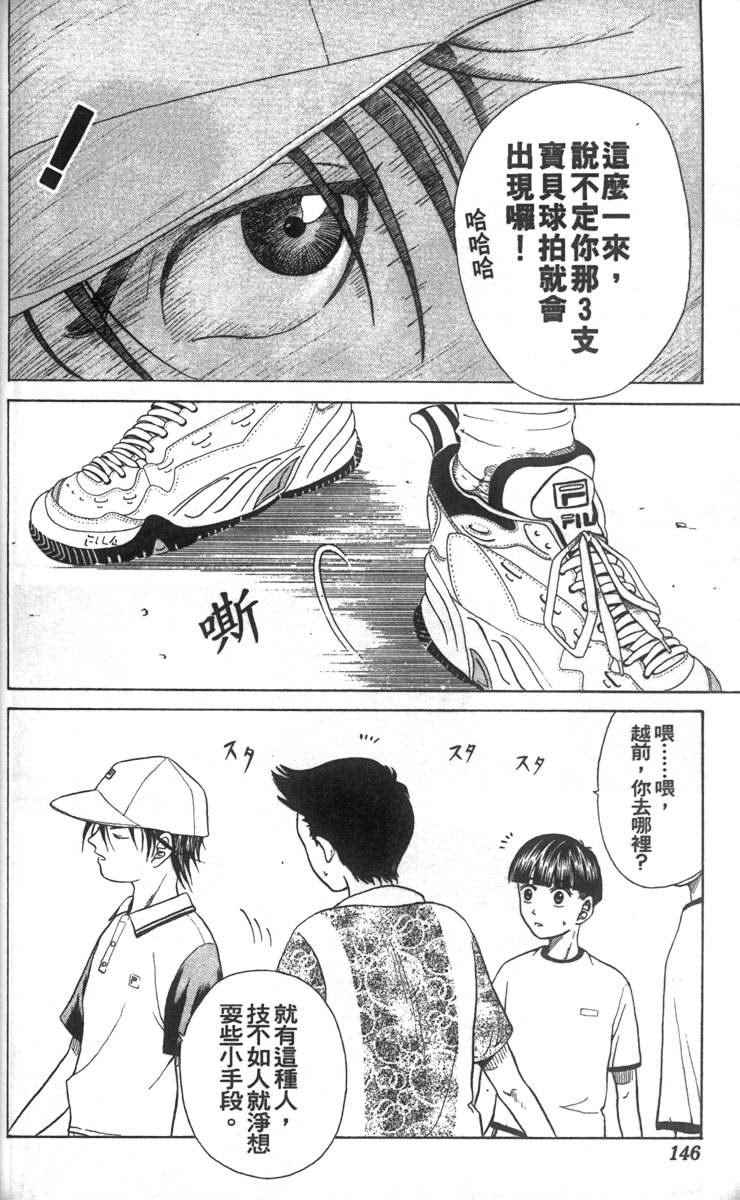 這麼一來，
說不定你那3支
寶貝球拍就會
出現囉！
哈哈哈
!
FILA
FIL
嘶
喂……喂，
越前，你去哪裡？
スタ
スタ
スタ
就有這種人，
技不如人就淨想
耍些小手段。
146